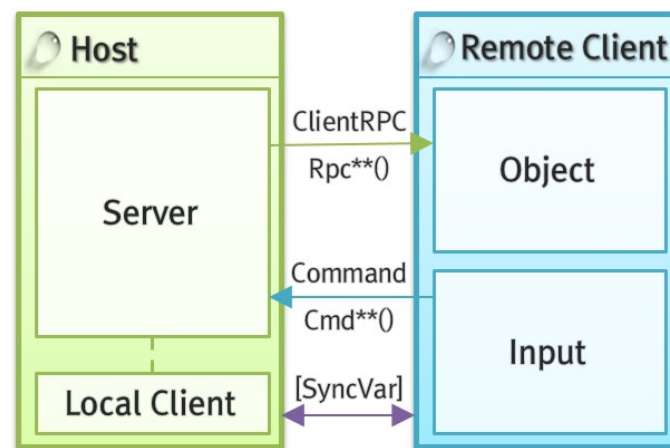 Host
Server
Local Client
ClientRPC
Rpc**()
Command
Cmd**()
[SyncVar]
Remote Client
Object
Input